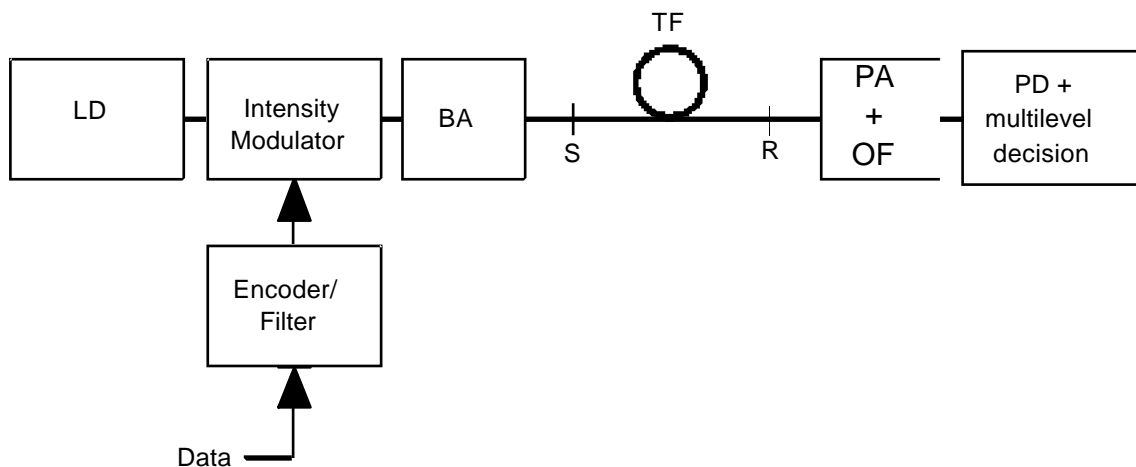 TF
LD
Intensity
Modulator
BA
S
R
PA
+
OF
PD +
multilevel
decision
Encoder/
Filter
Data